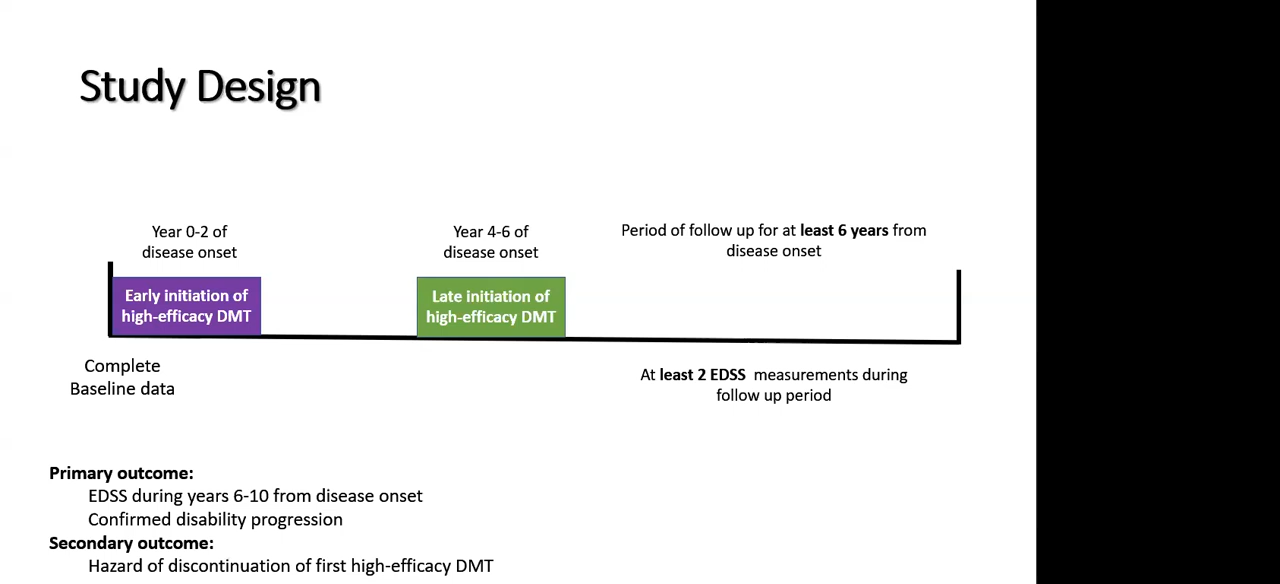 Study Design
Year 0-2 of
disease onset
Year 4-6 of
disease onset
Period of follow up for at least 6 years from
disease onset
Early initiation of
high-efficacy DMT
Late initiation of
high-efficacy DMT
Complete
Baseline data
At least 2 EDSS measurements during
follow up period
Primary outcome:
EDSS during years 6-10 from disease onset
Confirmed disability progression
Secondary outcome:
Hazard of discontinuation of first high-efficacy DMT